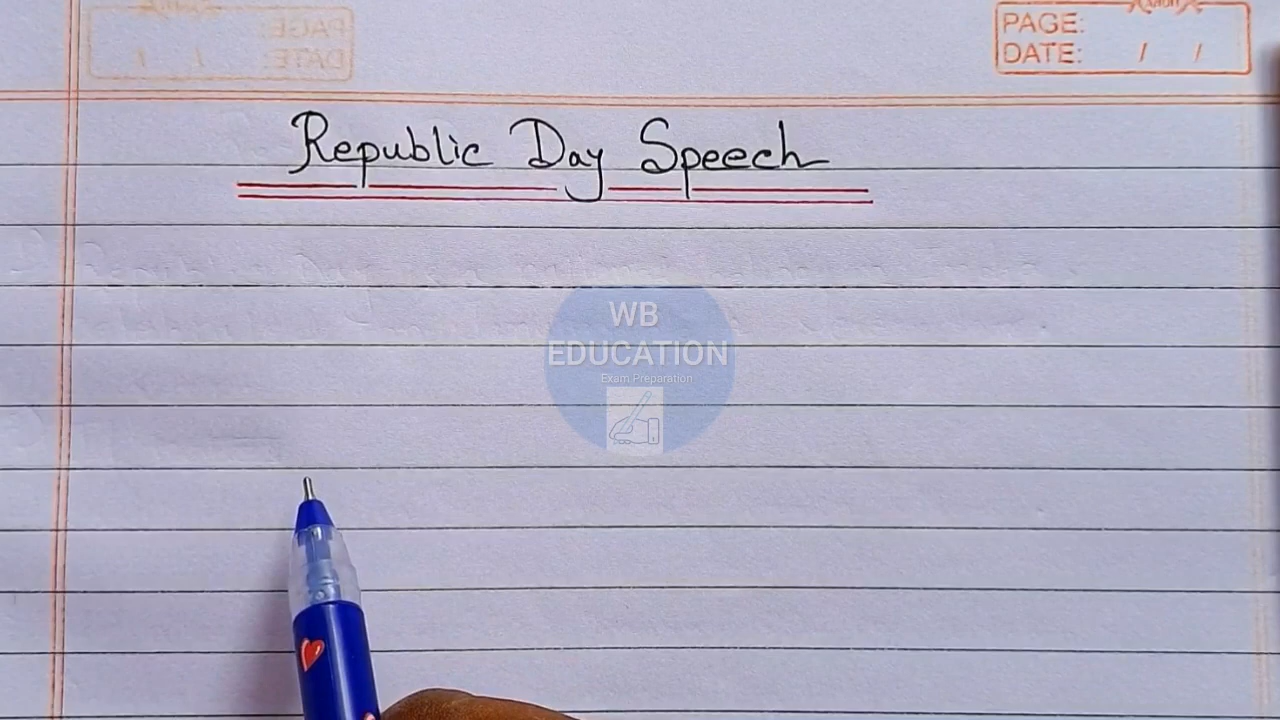 PAGE:
DATE: / /
Republic Day Speech
WB
EDUCATION
Exam Preparation